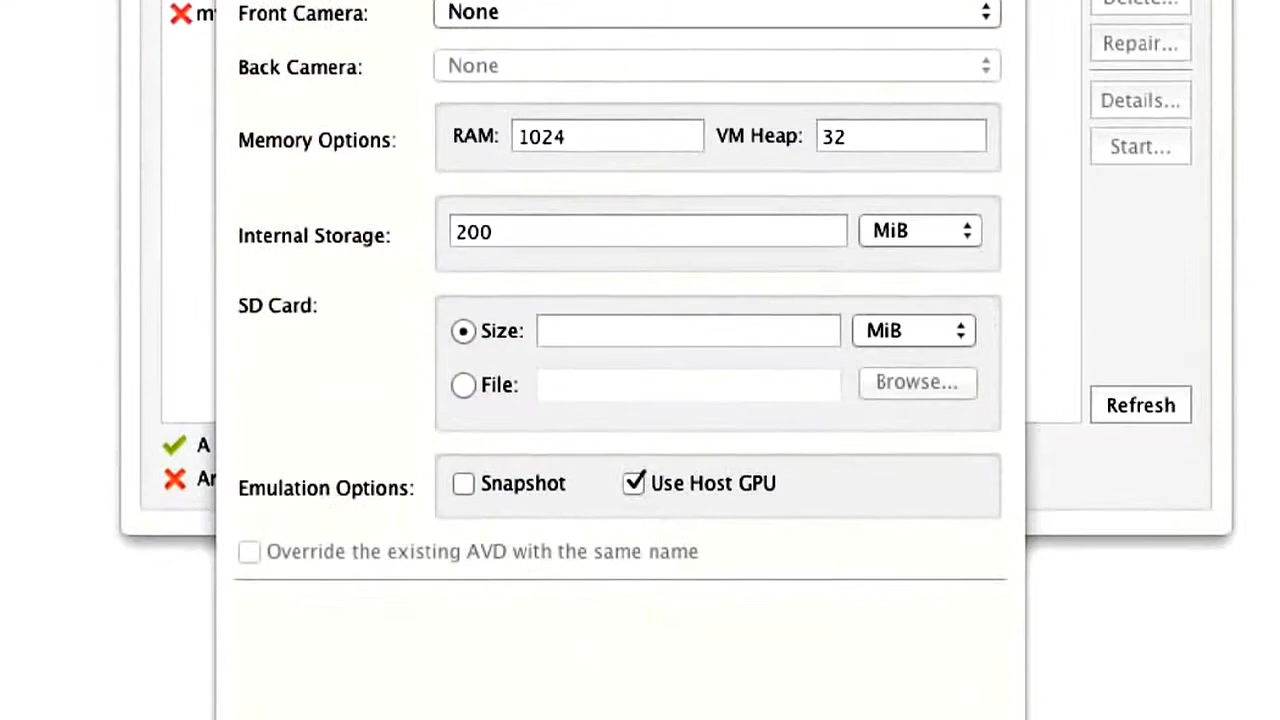 Delete...
m
Front Camera: None
Repair...
Back Camera: None
Details...
Memory Options: RAM: 1024 VM Heap: 32
Start...
Internal Storage: 200 MiB
SD Card:
Size: MiB
File: Browse...
Refresh
A
Ar
Emulation Options: Snapshot Use Host GPU
Override the existing AVD with the same name